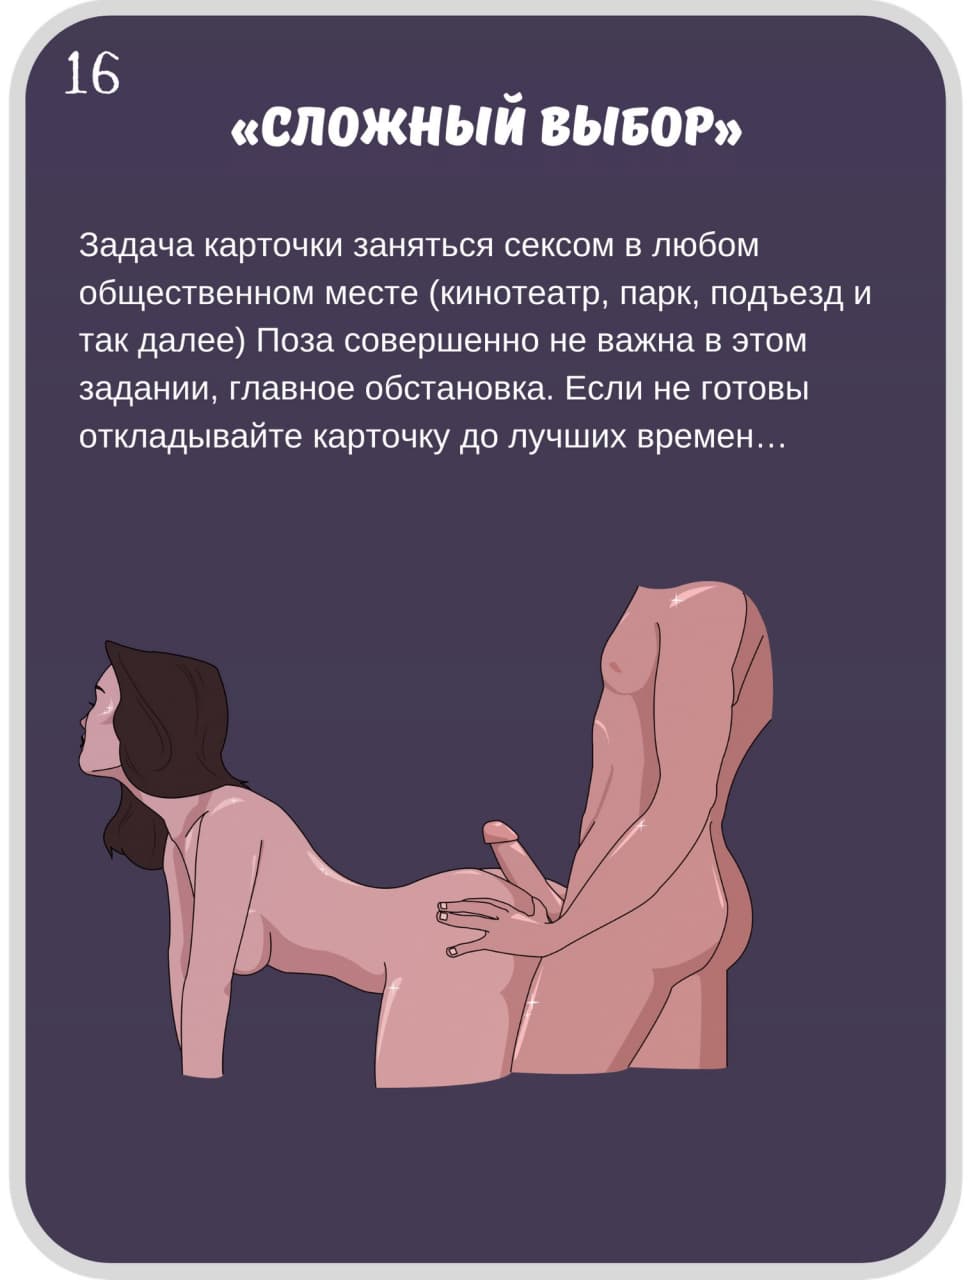 16
«СЛОЖНЫЙ ВЫБОР»
Задача карточки заняться сексом в любом
общественном месте (кинотеатр, парк, подъезд и
так далее) Поза совершенно не важна в этом
задании, главное обстановка. Если не готовы
откладывайте карточку до лучших времен…